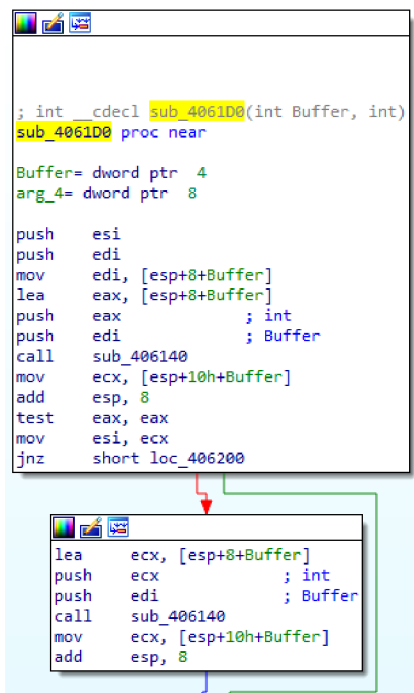 ; int __cdecl sub_4061D0(int Buffer, int)
sub_4061D0 proc near
Buffer= dword ptr  4
arg_4= dword ptr  8
push    esi
push    edi
mov     edi, [esp+8+Buffer]
lea     eax, [esp+8+Buffer]
push    eax             ; int
push    edi             ; Buffer
call    sub_406140
mov     ecx, [esp+10h+Buffer]
add     esp, 8
test    eax, eax
mov     esi, ecx
jnz     short loc_406200
lea     ecx, [esp+8+Buffer]
push    ecx             ; int
push    edi             ; Buffer
call    sub_406140
mov     ecx, [esp+10h+Buffer]
add     esp, 8